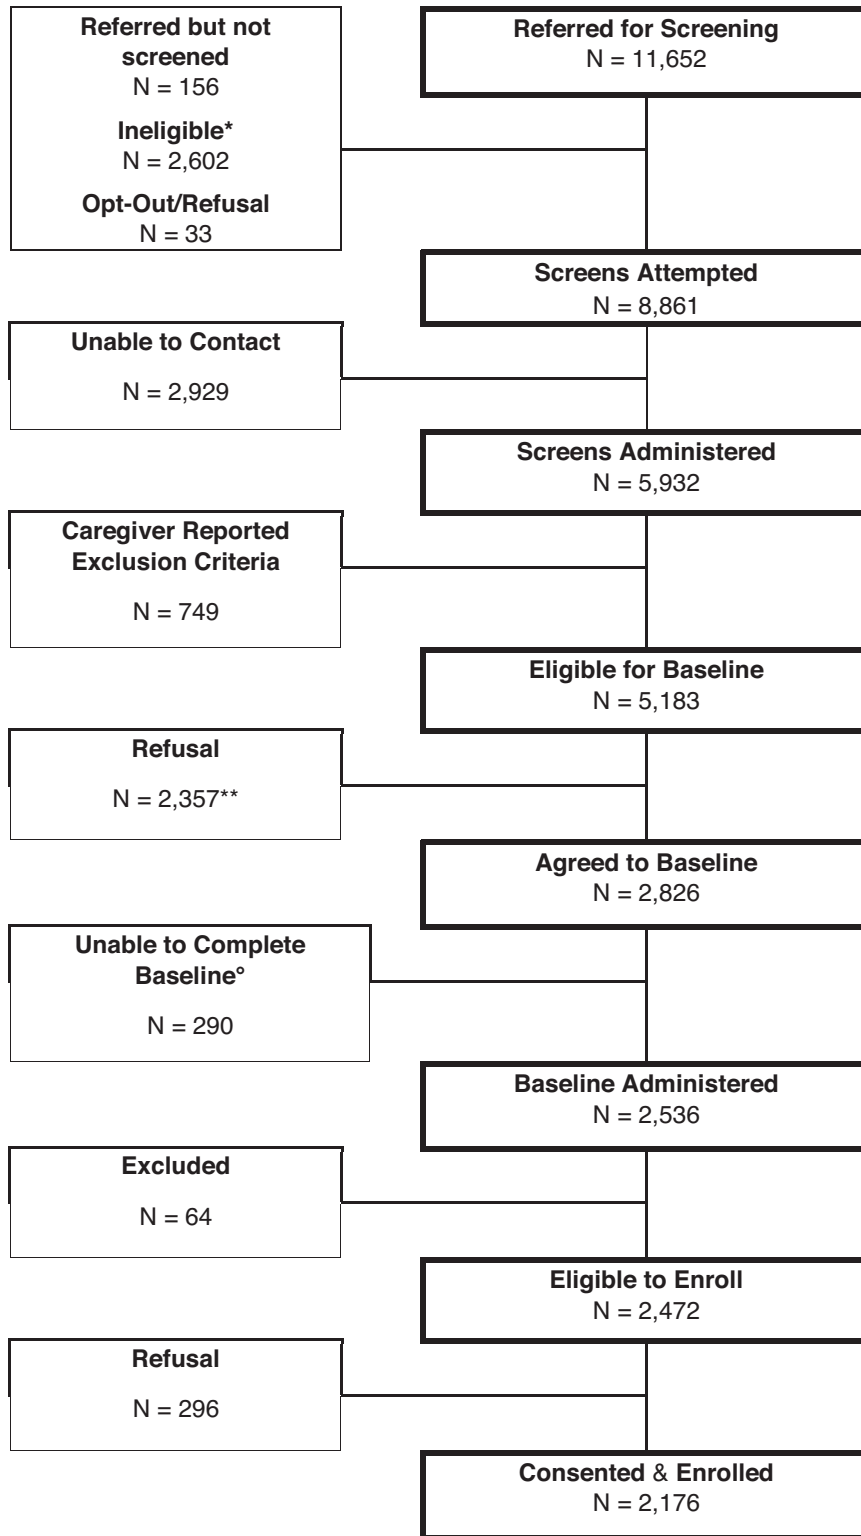 Referred but not
screened
N = 156
Ineligible*
N = 2,602
Opt-Out/Refusal
N = 33
Referred for Screening
N = 11,652
Screens Attempted
N = 8,861
Unable to Contact
N = 2,929
Screens Administered
N = 5,932
Caregiver Reported
Exclusion Criteria
N = 749
Eligible for Baseline
N = 5,183
Refusal
N = 2,357**
Agreed to Baseline
N = 2,826
Unable to Complete
Baseline°
N = 290
Baseline Administered
N = 2,536
Excluded
N = 64
Eligible to Enroll
N = 2,472
Refusal
N = 296
Consented & Enrolled
N = 2,176